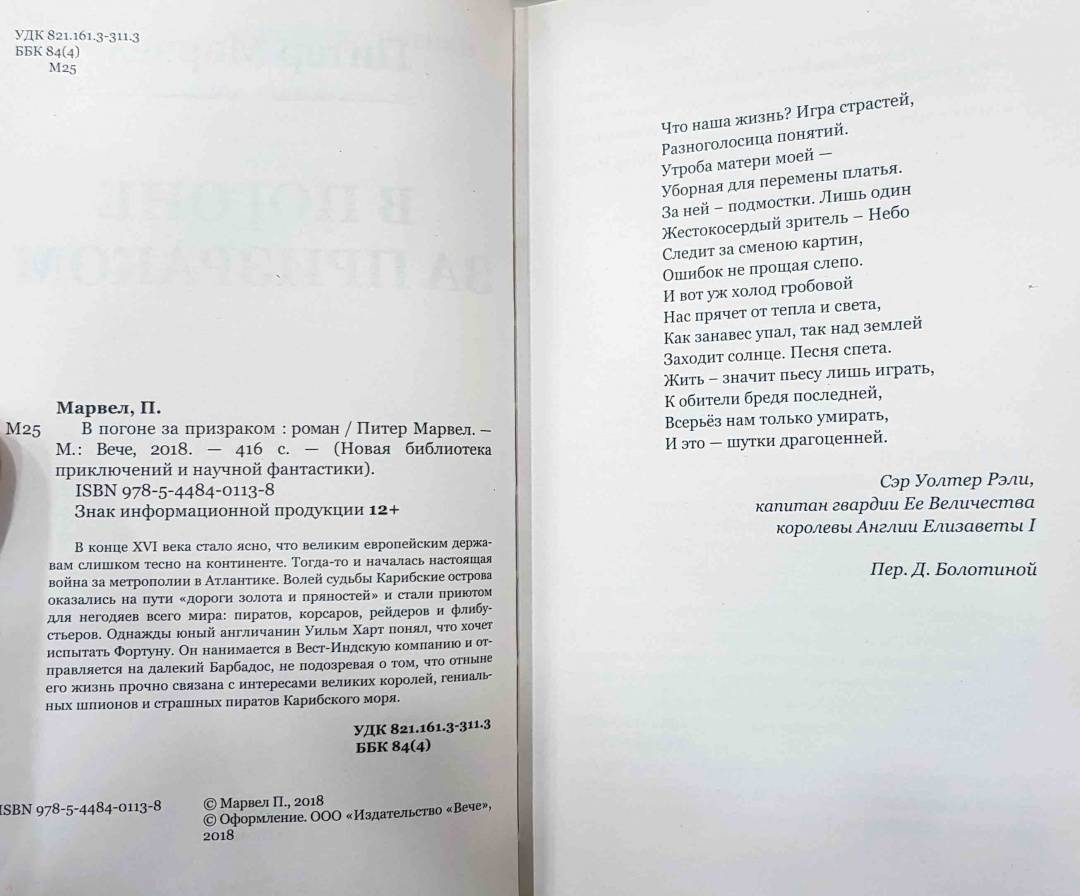 УДК 821.161.3-311.3
ББК 84(4)
М25
Марвел, П.
М25 В погоне за призраком : роман / Питер Марвел. –
М.: Вече, 2018. — 416 с. — (Новая библиотека
приключений и научной фантастики).
ISBN 978-5-4484-0113-8
Знак информационной продукции 12+
В конце XVI века стало ясно, что великим европейским держа-
вам слишком тесно на континенте. Тогда-то и началась настоящая
война за метрополии в Атлантике. Волей судьбы Карибские острова
оказались на пути «дороги золота и пряностей» и стали приютом
для негодяев всего мира: пиратов, корсаров, рейдеров и флибу-
стьеров. Однажды юный англичанин Уильм Харт понял, что хочет
испытать Фортуну. Он нанимается в Вест-Индскую компанию и от-
правляется на далекий Барбадос, не подозревая о том, что отныне
его жизнь прочно связана с интересами великих королей, гениаль-
ных шпионов и страшных пиратов Карибского моря.
УДК 821.161.3-311.3
ББК 84(4)
ISBN 978-5-4484-0113-8
© Марвел П., 2018
© Оформление. ООО «Издательство «Вече»,
2018
Что наша жизнь? Игра страстей,
Разноголосица понятий.
Утроба матери моей —
Уборная для перемены платья.
За ней – подмостки. Лишь один
Жестокосердый зритель – Небо
Следит за сменою картин,
Ошибок не прощая слепо.
И вот уж холод гробовой
Нас прячет от тепла и света,
Как занавес упал, так над землей
Заходит солнце. Песня спета.
Жить – значит пьесу лишь играть,
К обители бредя последней,
Всерьёз нам только умирать,
И это — шутки драгоценней.
Сэр Уолтер Рэли,
капитан гвардии Ее Величества
королевы Англии Елизаветы I
Пер. Д. Болотиной